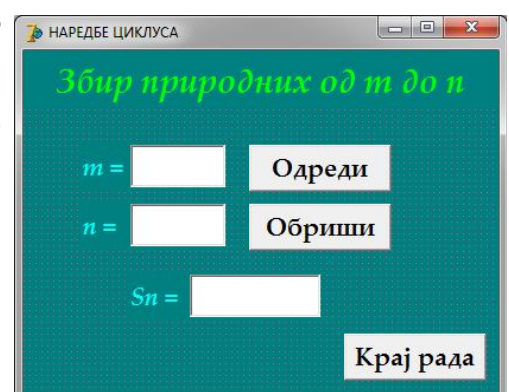 НАРЕДБЕ ЦИКЛУСА
Збир природних од m до n
m =
Одреди
n =
Обриши
Sn =
Крај рада